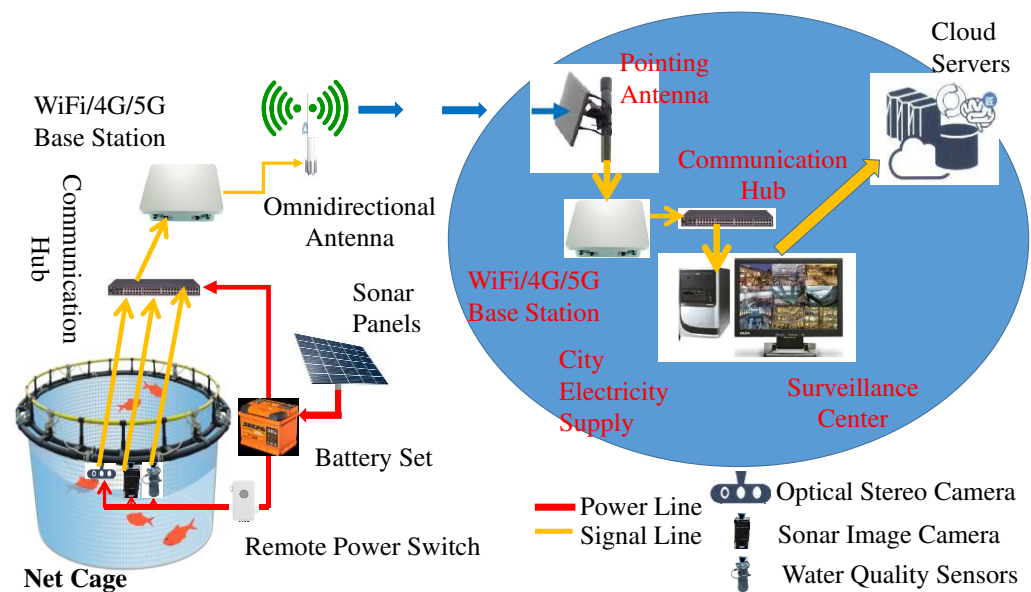 WiFi/4G/5G
Base Station
Communication
Hub
Omnidirectional
Antenna
Sonar
Panels
Battery Set
Remote Power Switch
Net Cage
Pointing
Antenna
Cloud
Servers
Communication
Hub
WiFi/4G/5G
Base Station
City
Electricity
Supply
Surveillance
Center
Power Line
Signal Line
Optical Stereo Camera
Sonar Image Camera
Water Quality Sensors